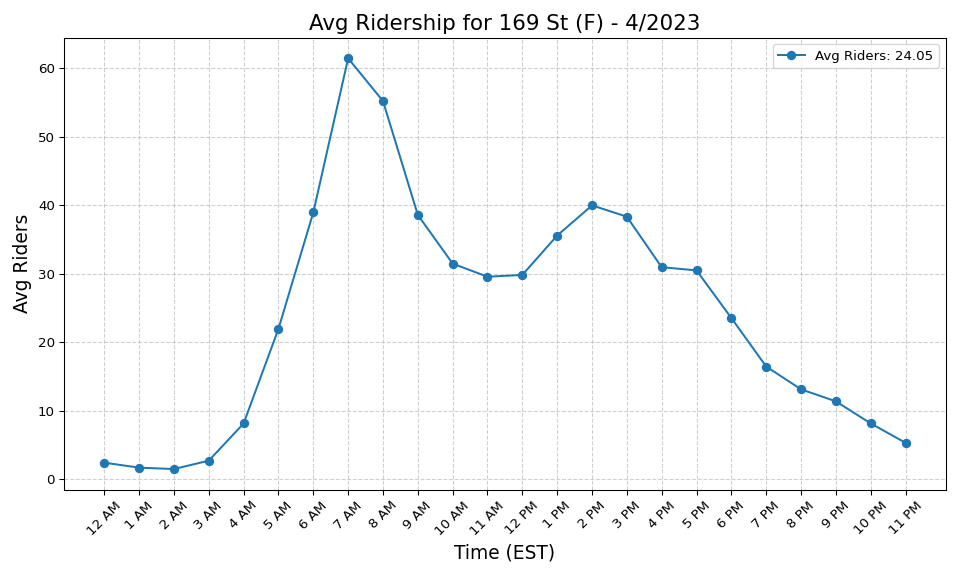 Avg Ridership for 169 St (F) - 4/2023
Avg Riders: 24.05
Avg Riders
60
50
40
30
20
10
0
12 AM 1 AM 2 AM 3 AM 4 AM 5 AM 6 AM 7 AM 8 AM 9 AM 10 AM 11 AM 12 PM 1 PM 2 PM 3 PM 4 PM 5 PM 6 PM 7 PM 8 PM 9 PM 10 PM 11 PM
Time (EST)